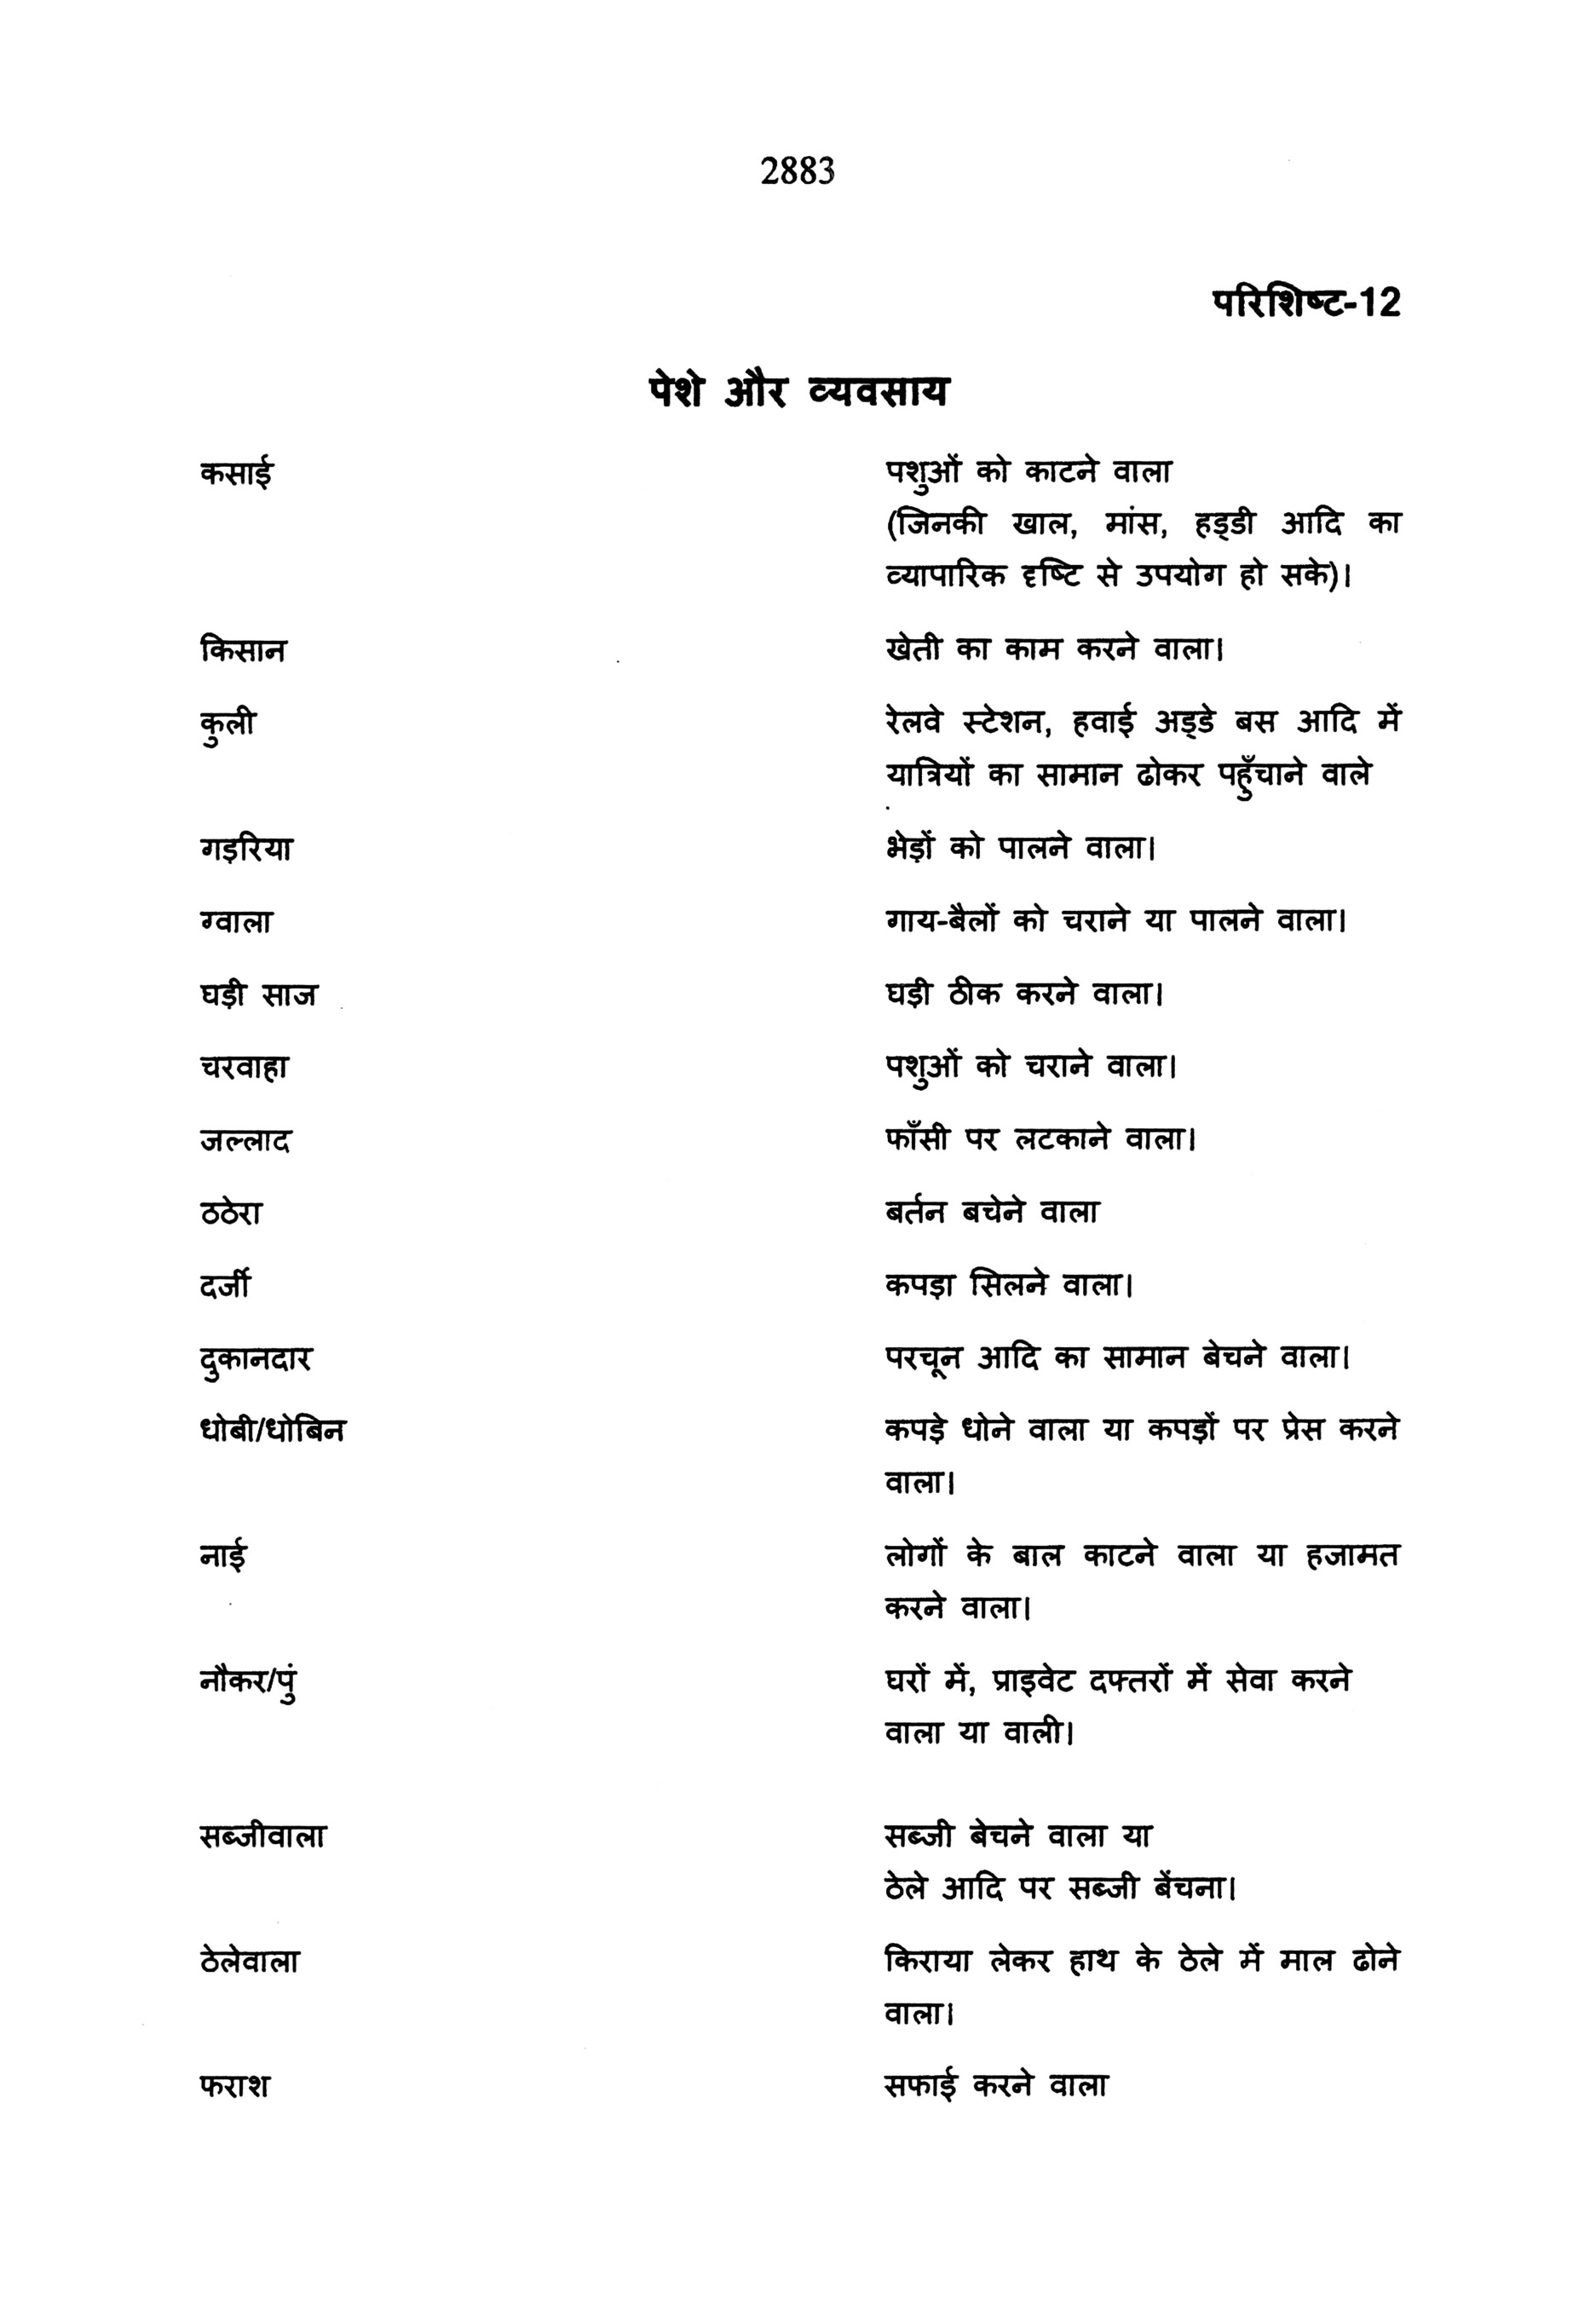 2883
परिशिष्ट-12
पेशे और व्यवसाय
कसाई पशुओं को काटने वाला
(जिनकी खाल, मांस, हड्डी आदि का
व्यापारिक दृष्टि से उपयोग हो सके)।
किसान खेती का काम करने वाला।
कुली रेलवे स्टेशन, हवाई अड्डे बस आदि में
यात्रियों का सामान ढोकर पहुँचाने वाले
गड़रिया भेड़ों को पालने वाला।
ग्वाला गाय-बैलों को चराने या पालने वाला।
घड़ी साज घड़ी ठीक करने वाला।
चरवाहा पशुओं को चराने वाला।
जल्लाद फाँसी पर लटकाने वाला।
ठठेरा बर्तन बचेने वाला
दर्जी कपड़ा सिलने वाला।
दुकानदार परचून आदि का सामान बेचने वाला।
धोबी/धोबिन कपड़े धोने वाला या कपड़ों पर प्रेस करने
वाला।
नाई लोगों के बाल काटने वाला या हजामत
करने वाला।
नौकर/पुं घरों में, प्राइवेट दफ्तरों में सेवा करने
वाला या वाली।
सब्जीवाला सब्जी बेचने वाला या
ठेले आदि पर सब्जी बेंचना।
ठेलेवाला किराया लेकर हाथ के ठेले में माल ढोने
वाला।
फराश सफाई करने वाला